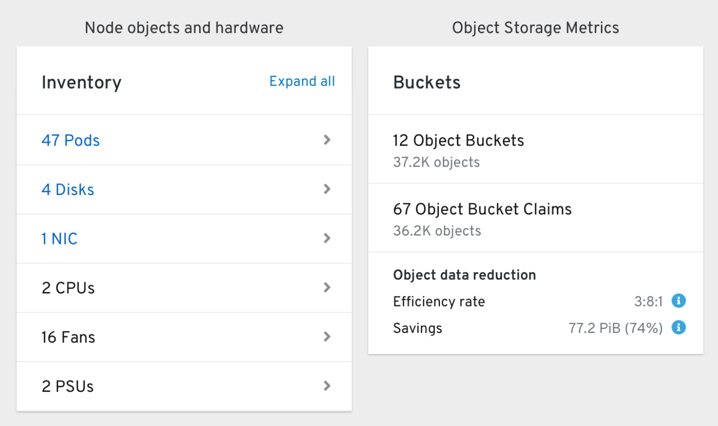 Node objects and hardware
Inventory
Expand all
47 Pods
4 Disks
1 NIC
2 CPUs
16 Fans
2 PSUs
Object Storage Metrics
Buckets
12 Object Buckets
37.2K objects
67 Object Bucket Claims
36.2K objects
Object data reduction
Efficiency rate 3:8:1
Savings 77.2 PiB (74%)